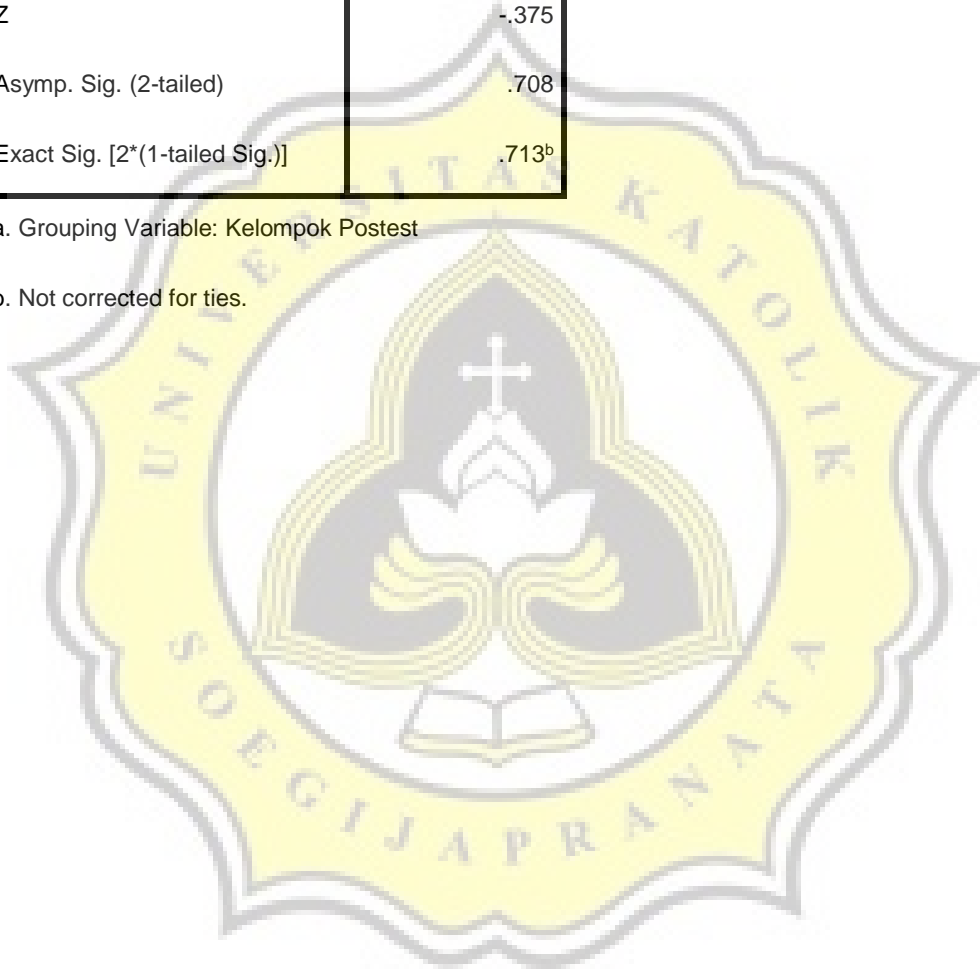 Z -.375
Asymp. Sig. (2-tailed) .708
Exact Sig. [2*(1-tailed Sig.)] .713ᵇ
a. Grouping Variable: Kelompok Postest
b. Not corrected for ties.
UNIVERSITAS KATOLIK
SOEGIJAPRANATA